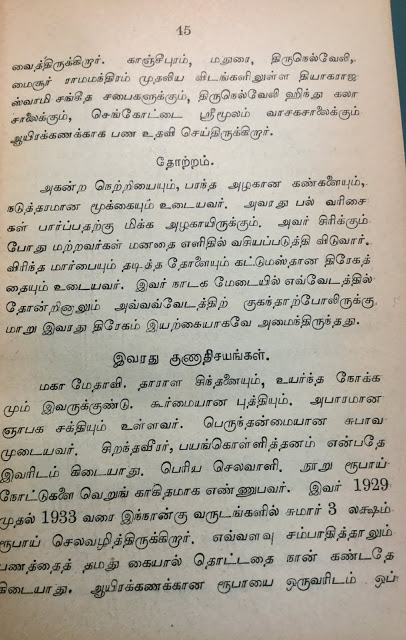 45
வைத்திருக்கிறார். காஞ்சீபுரம், மதுரை, திருநெல்வேலி,
மைசூர் ராமமந்திரம் முதலிய விடங்களிலுள்ள தியாகராஜ
ஸ்வாமி சங்கீத சபைகளுக்கும், திருநெல்வேலி ஹிந்து கலா
சாலைக்கும், செங்கோட்டை ஸ்ரீமூலம் வாசகசாலைக்கும்
ஆயிரக்கணக்காக பண உதவி செய்திருக்கிறார்.
தோற்றம்.
அகன்ற நெற்றியையும், பரந்த அழகான கண்களையும்,
நடுத்தரமான மூக்கையும் உடையவர். அவரது பல் வரிசை
கள் பார்ப்பதற்கு மிக்க அழகாயிருக்கும். அவர் சிரிக்கும்
போது மற்றவர்கள் மனதை எளிதில் வசியப்படுத்தி விடுவார்.
விரிந்த மார்பையும் தடித்த தோளையும் கட்டுமஸ்தான திரேகத்
தையும் உடையவர். இவர் நாடக மேடையில் எவ்வேடத்தில்
தோன்றினாலும் அவ்வவ்வேடத்திற் குகந்தாற்போலிருக்கு
மாறு இவரது திரேகம் இயற்கையாகவே அமைந்திருந்தது.
இவரது குணாதிசயங்கள்.
மகா மேதாவி. தாராள சிந்தனையும், உயர்ந்த நோக்க
மும் இவருக்குண்டு. கூர்மையான புத்தியும். அபாரமான
ஞாபக சக்தியும் உள்ளவர். பெருந்தன்மையான சுபாவ
முடையவர். சிறந்தவீரர், பயங்கொள்ளித்தனம் என்பதே
இவரிடம் கிடையாது. பெரிய செலவாளி. நூறு ரூபாய்
நோட்டுகளை வெறுங் காகிதமாக எண்ணுபவர். இவர் 1929
முதல் 1933 வரை இந்நான்கு வருடங்களில் சுமார் 3 லக்ஷம்
ரூபாய் செலவழித்திருக்கிறார். எவ்வளவு சம்பாதித்தாலும்
பணத்தைத் தமது கையால் தொட்டதை நான் கண்டதே
கிடையாது. ஆயிரக்கணக்கான ரூபாயை ஒருவரிடம் ஒப்